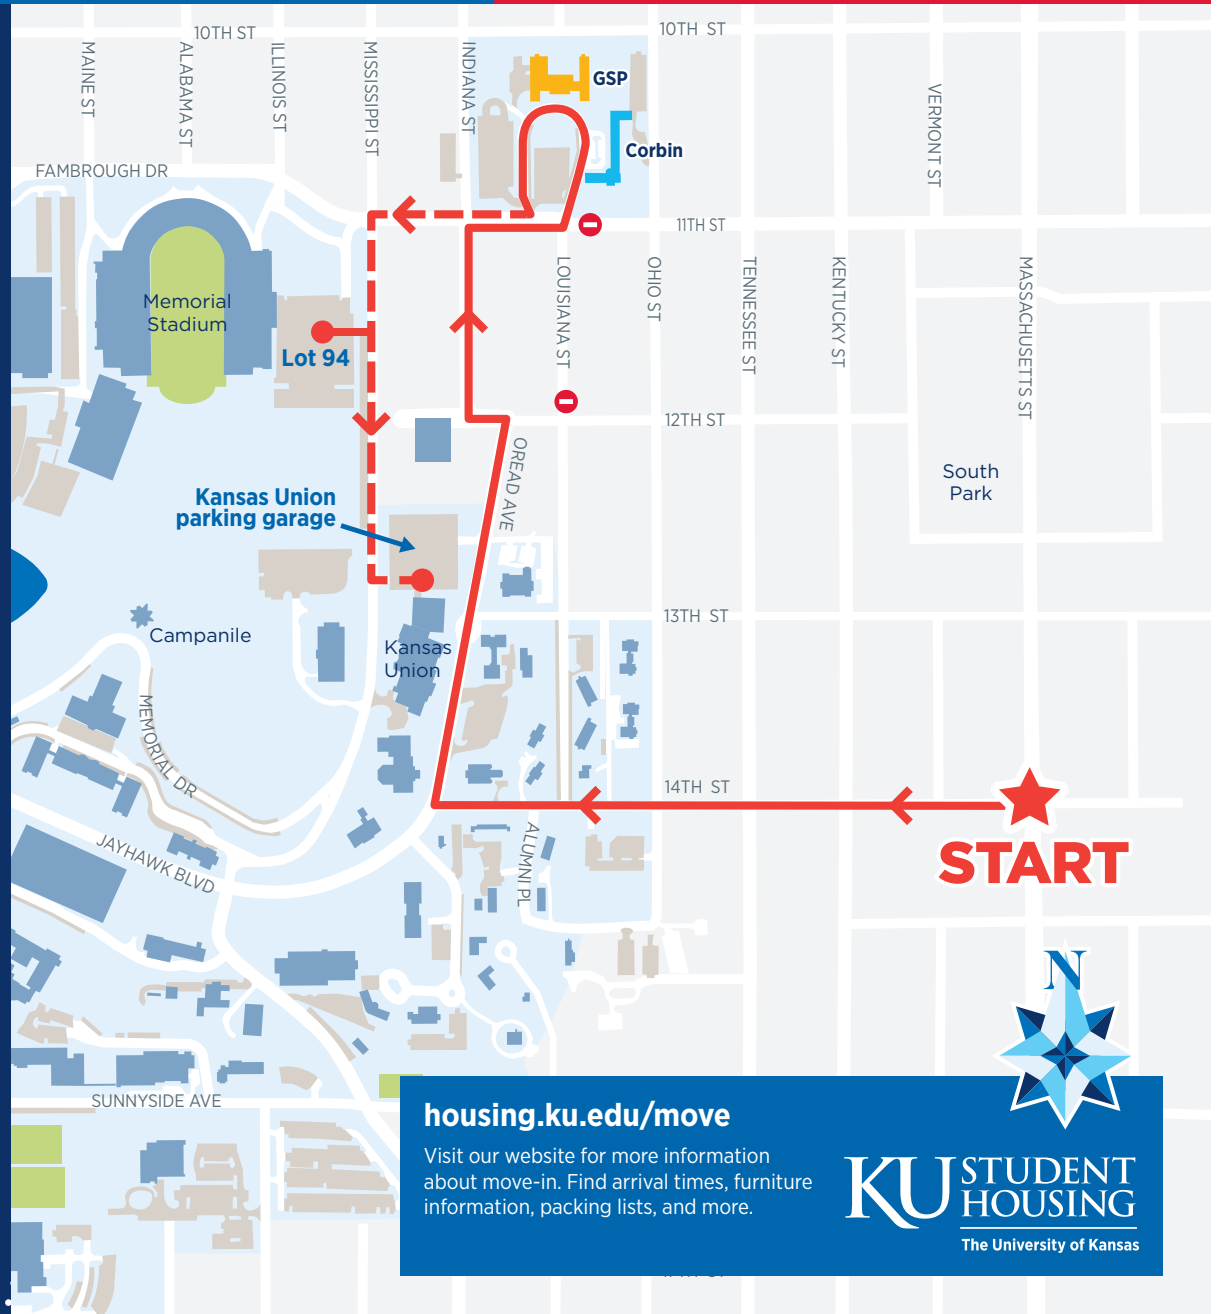 10TH ST
10TH ST
MAINE ST
ALABAMA ST
ILLINOIS ST
MISSISSIPPI ST
INDIANA ST
GSP
Corbin
VERMONT ST
FAMBROUGH DR
11TH ST
LOUISIANA ST
OHIO ST
TENNESSEE ST
KENTUCKY ST
MASSACHUSETTS ST
Memorial
Stadium
Lot 94
12TH ST
OREAD AVE
South
Park
Kansas Union
parking garage
13TH ST
Campanile
Kansas
Union
MEMORIAL DR
14TH ST
START
JAYHAWK BLVD
ALUMNI PL
N
SUNNYSIDE AVE
housing.ku.edu/move
Visit our website for more information
about move-in. Find arrival times, furniture
information, packing lists, and more.
KU STUDENT
HOUSING
The University of Kansas